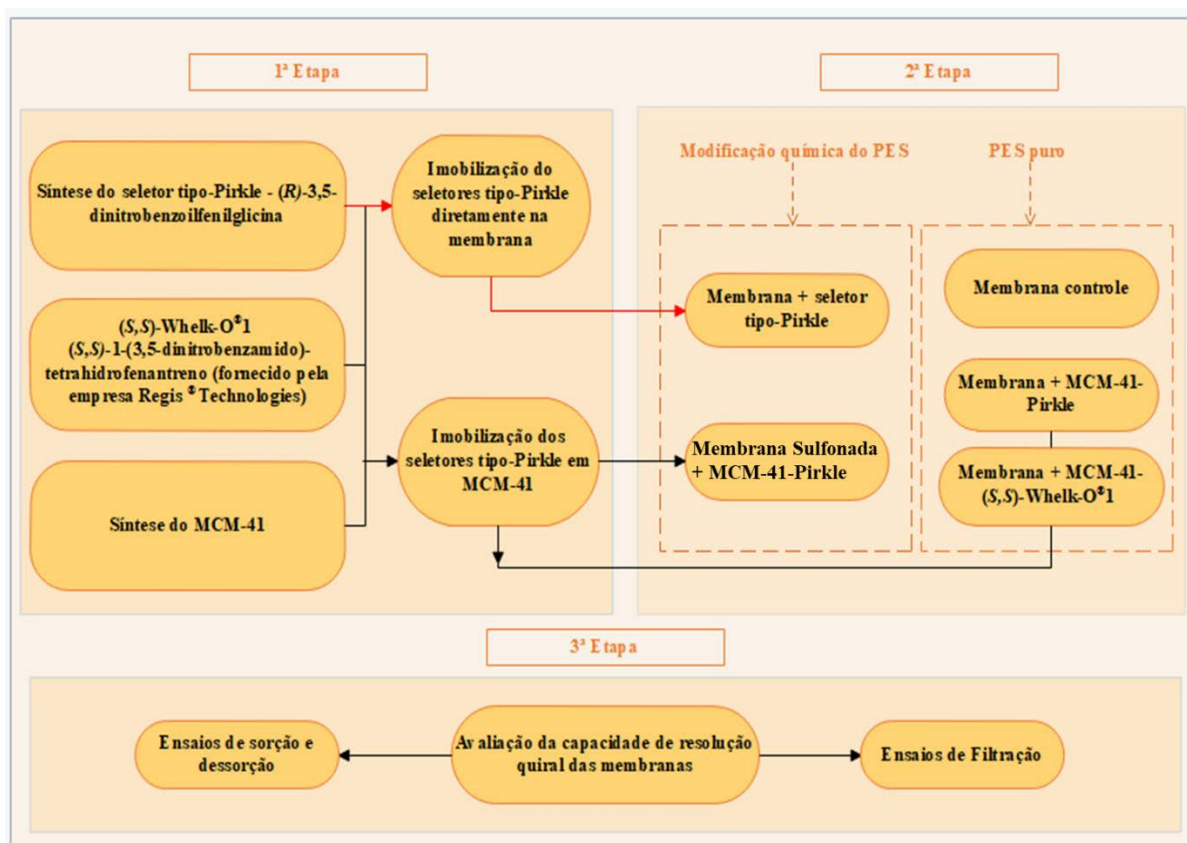 1ª Etapa
Síntese do seletor tipo-Pirkle - (R)-3,5-
dinitrobenzoilfenilglicina
(S,S)-Whelk-O®1
(S,S)-1-(3,5-dinitrobenzamido)-
tetrahidrofenantreno (fornecido pela
empresa Regis ® Technologies)
Síntese do MCM-41
Imobilização do
seletores tipo-Pirkle
diretamente na
membrana
Imobilização dos
seletores tipo-Pirkle em
MCM-41
2ª Etapa
Modificação química do PES
Membrana + seletor
tipo-Pirkle
Membrana Sulfonada
+ MCM-41-Pirkle
PES puro
Membrana controle
Membrana + MCM-41-
Pirkle
Membrana + MCM-41-
(S,S)-Whelk-O®1
3ª Etapa
Ensaios de sorção e
dessorção
Avaliação da capacidade de resolução
quiral das membranas
Ensaios de Filtração